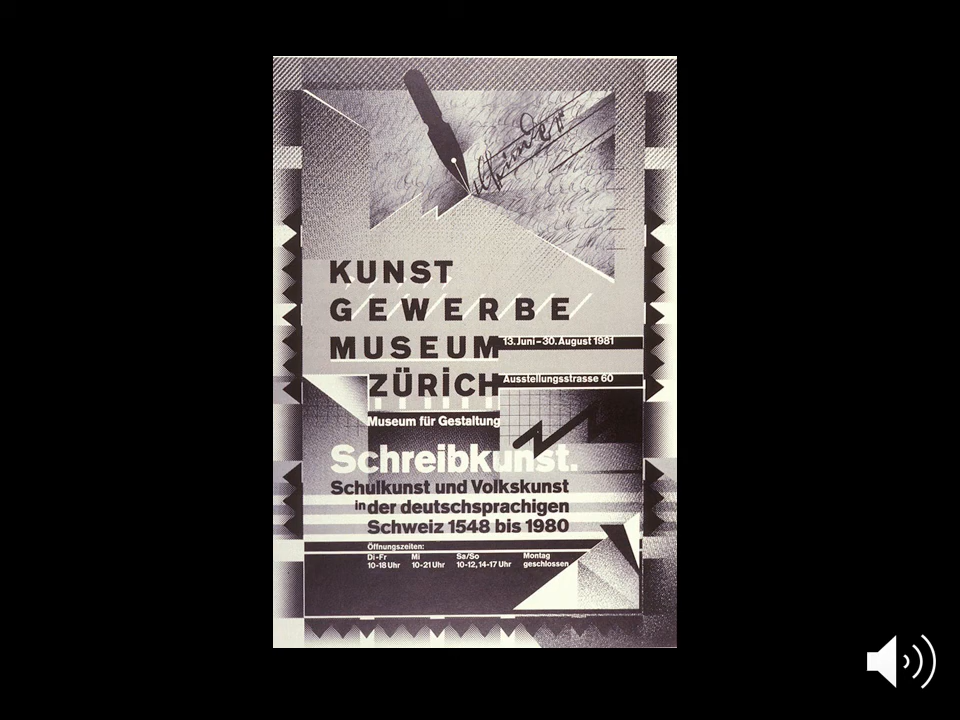 KUNST
GEWERBE
MUSEUM
13.Juni–30.August 1981
ZÜRICH
Ausstellungsstrasse 60
Museum für Gestaltung
Schreibkunst.
Schulkunst und Volkskunst
in der deutschsprachigen
Schweiz 1548 bis 1980
Öffnungszeiten:
Di-Fr Mi Sa/So Montag
10-18 Uhr 10-21 Uhr 10-12, 14-17 Uhr geschlossen